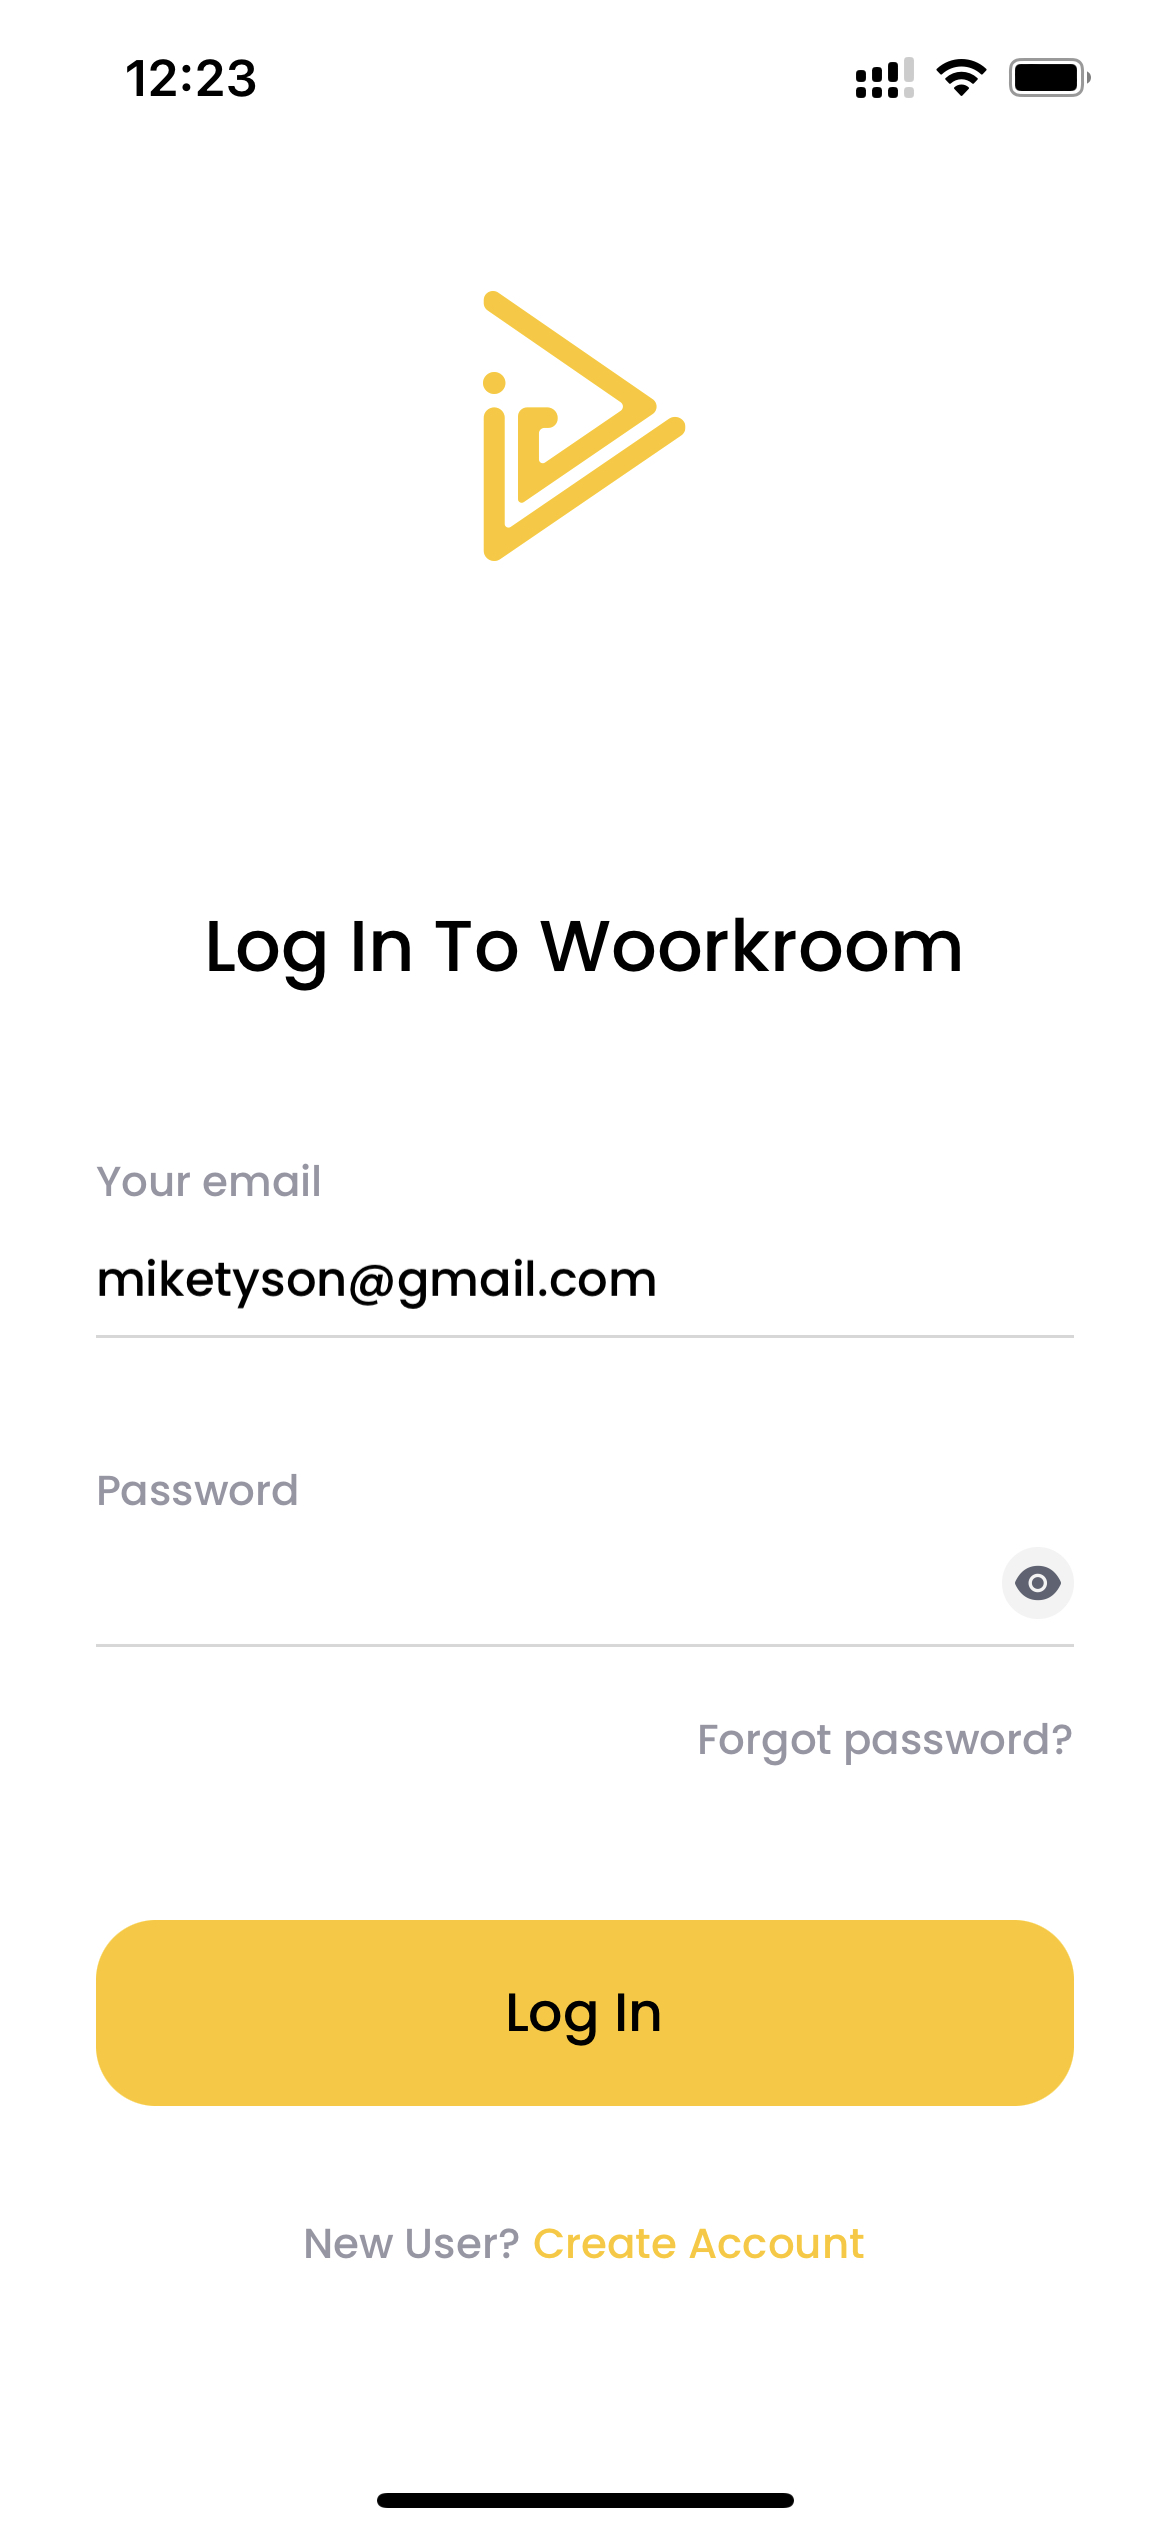 12:23
Log In To Woorkroom
Your email
miketyson@gmail.com
Password
Forgot password?
Log In
New User? Create Account